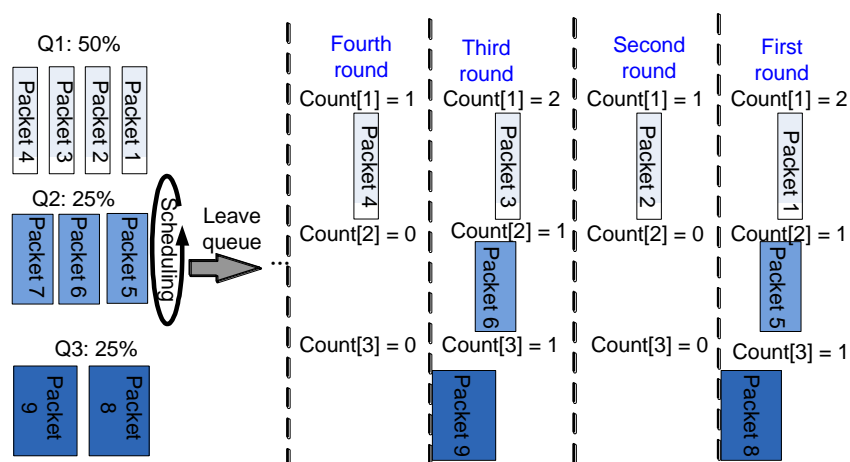 Q1: 50%
Packet 4
Packet 3
Packet 2
Packet 1
Q2: 25%
Packet 7
Packet 6
Packet 5
Q3: 25%
Packet
9
Packet
8
Scheduling
Leave
queue
...
Fourth
round
Count[1] = 1
Packet 4
Count[2] = 0
Count[3] = 0
Third
round
Count[1] = 2
Packet 3
Count[2] = 1
Packet 6
Count[3] = 1
Packet 9
Second
round
Count[1] = 1
Packet 2
Count[2] = 0
Count[3] = 0
First
round
Count[1] = 2
Packet 1
Count[2] = 1
Packet 5
Count[3] = 1
Packet 8